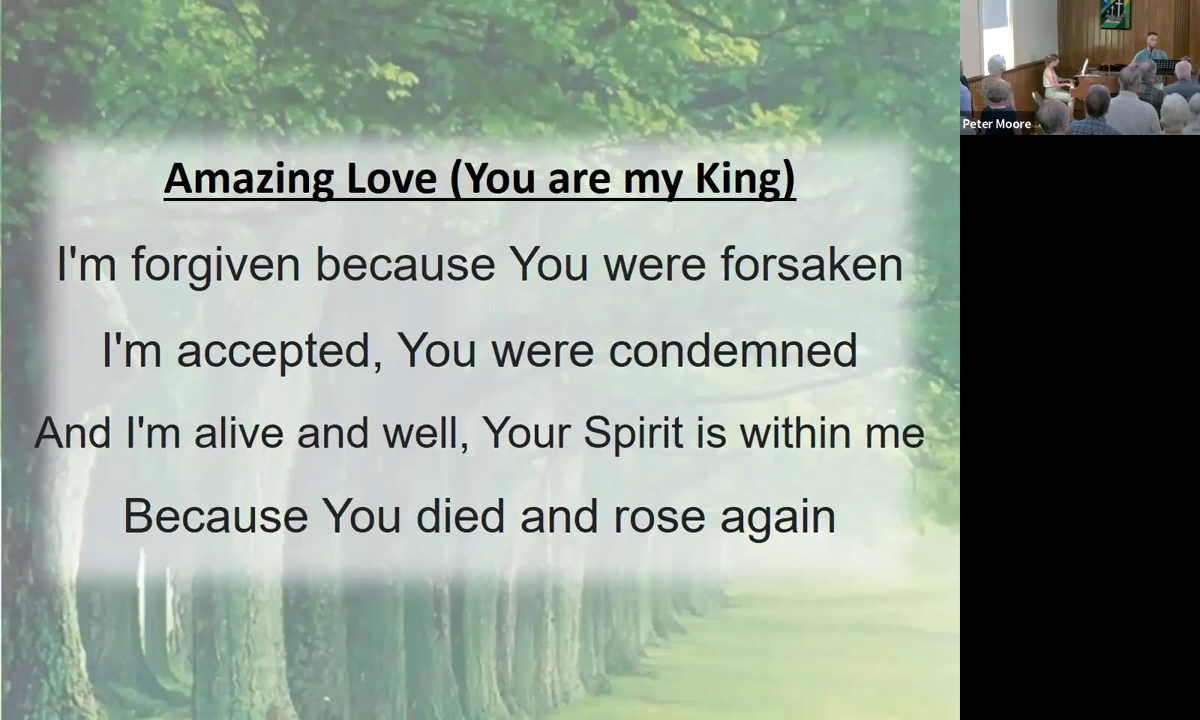 Amazing Love (You are my King)
I'm forgiven because You were forsaken
I'm accepted, You were condemned
And I'm alive and well, Your Spirit is within me
Because You died and rose again
Peter Moore